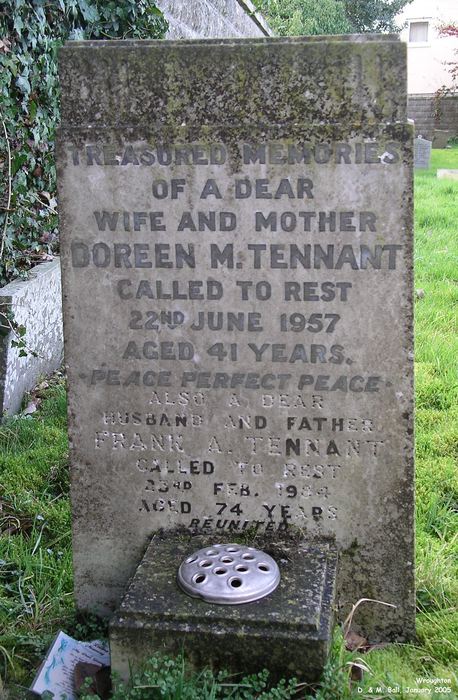 TREASURED MEMORIES
OF A DEAR
WIFE AND MOTHER
DOREEN M. TENNANT
CALLED TO REST
22ND JUNE 1957
AGED 41 YEARS.
·PEACE PERFECT PEACE·
ALSO A DEAR
HUSBAND AND FATHER
FRANK A. TENNANT
CALLED TO REST
23RD FEB. 1984
AGED 74 YEARS
REUNITED
Wroughton
D. & M. Ball, January 2005